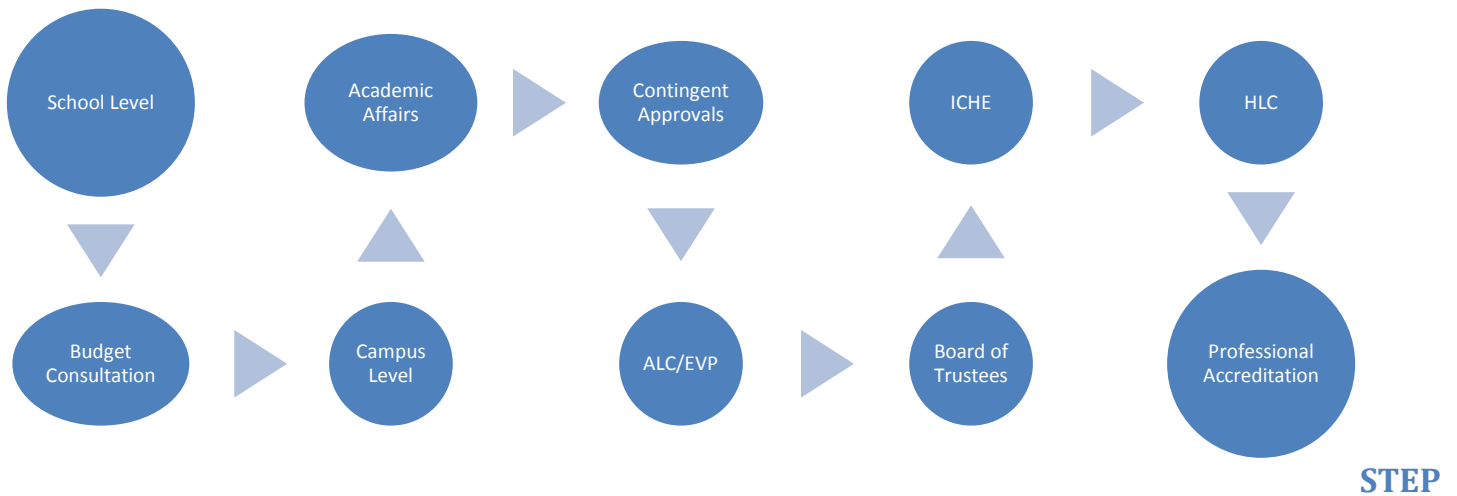 School Level
Budget
Consultation
Campus
Level
Academic
Affairs
Contingent
Approvals
ALC/EVP
Board of
Trustees
ICHE
HLC
Professional
Accreditation
STEP